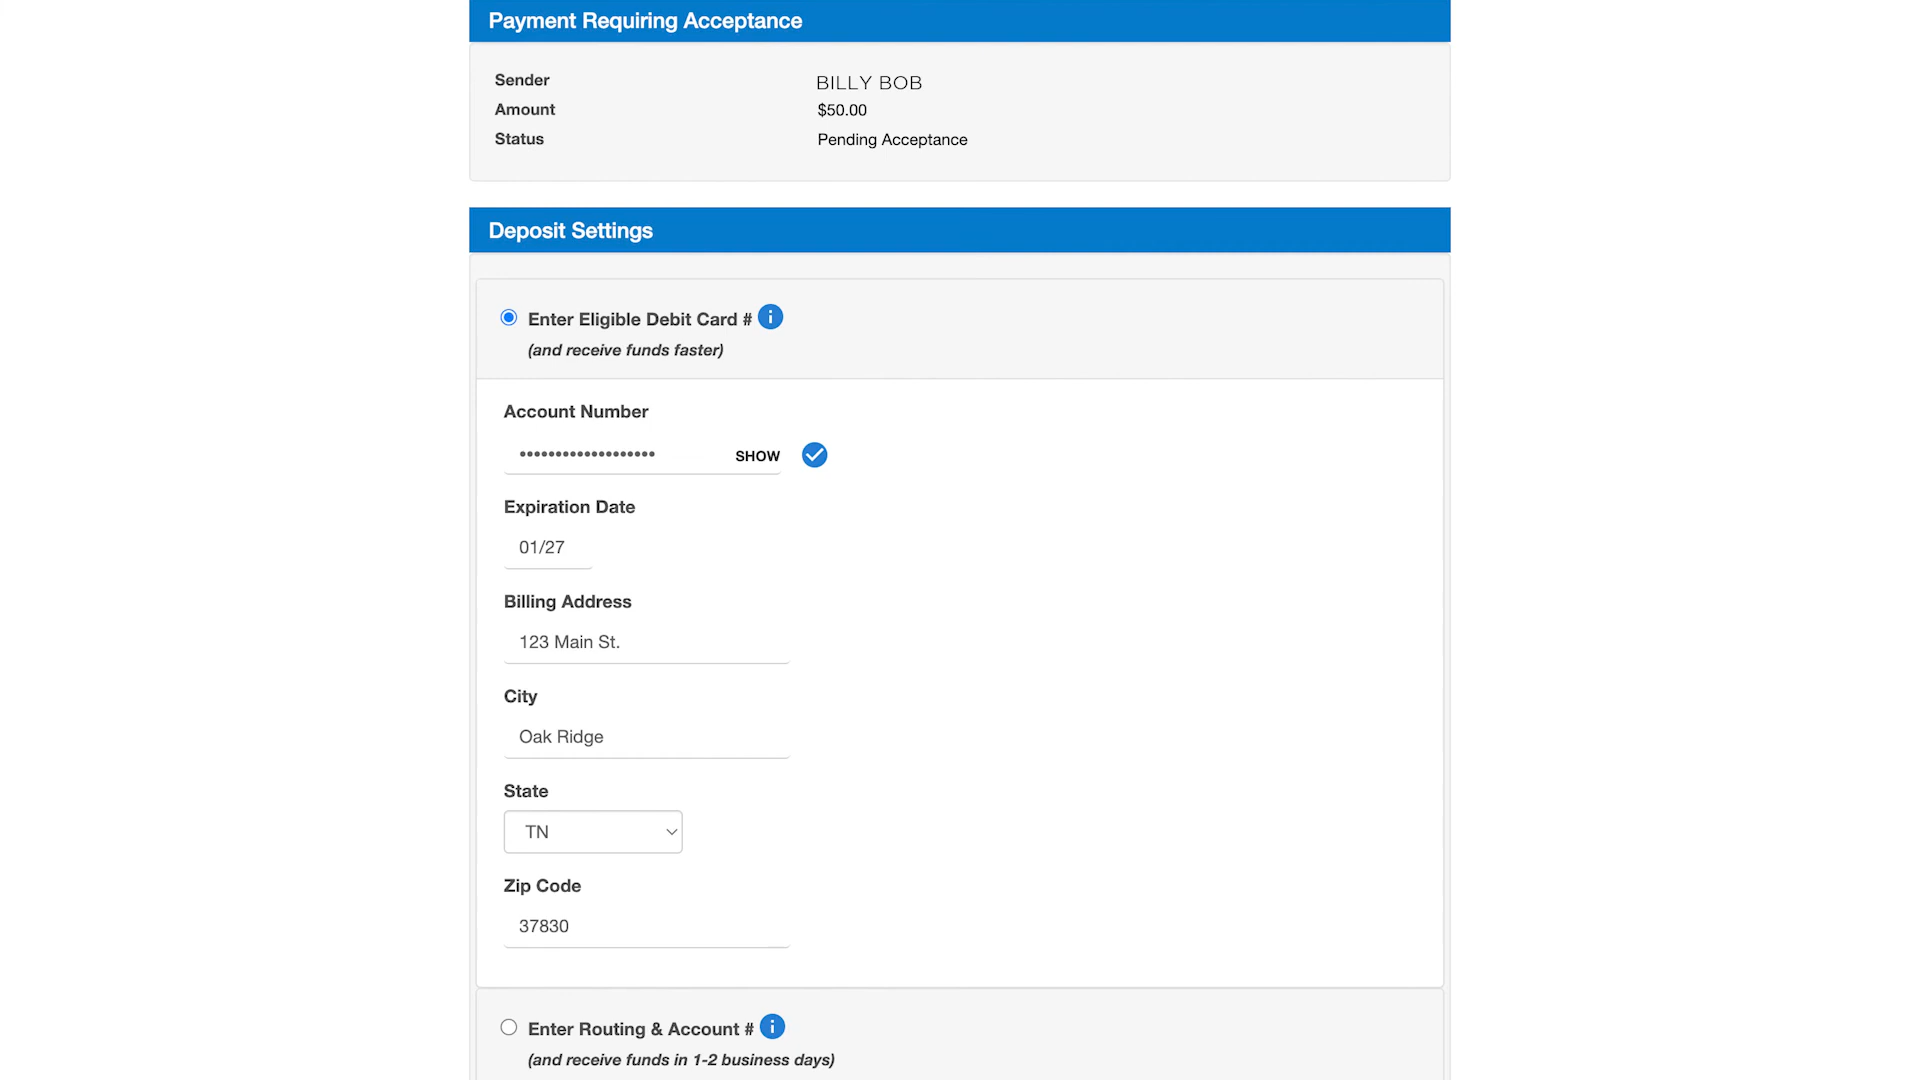 Payment Requiring Acceptance
Sender BILLY BOB
Amount $50.00
Status Pending Acceptance
Deposit Settings
Enter Eligible Debit Card #
(and receive funds faster)
Account Number
••••••••••••••••••• SHOW
Expiration Date
01/27
Billing Address
123 Main St.
City
Oak Ridge
State
TN
Zip Code
37830
Enter Routing & Account #
(and receive funds in 1-2 business days)